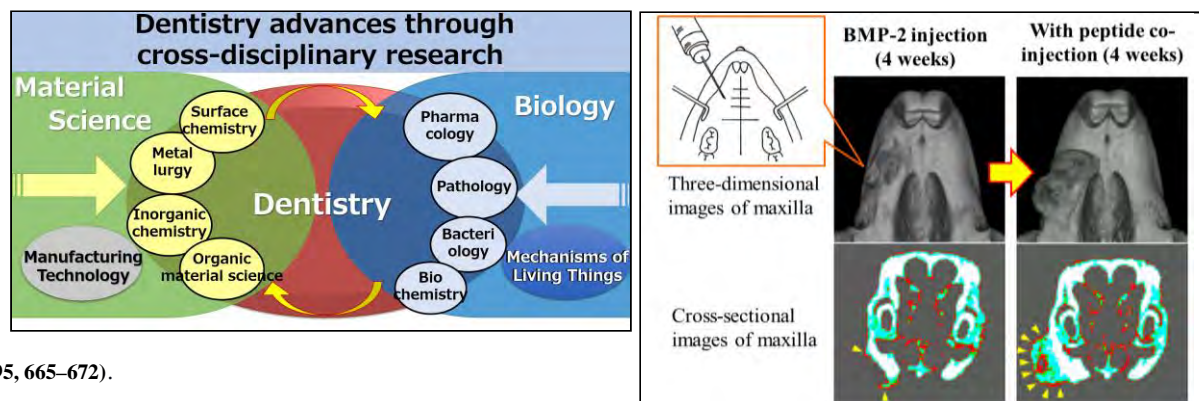 Dentistry advances through
cross-disciplinary research
Material
Science
Biology
Surface
chemistry
Metal
lurgy
Inorganic
chemistry
Organic
material science
Manufacturing
Technology
Dentistry
Pharma
cology
Pathology
Bacteri
ology
Bio
chemistry
Mechanisms of
Living Things
95, 665–672).
BMP-2 injection
(4 weeks)
With peptide co-
injection (4 weeks)
Three-dimensional
images of maxilla
Cross-sectional
images of maxilla